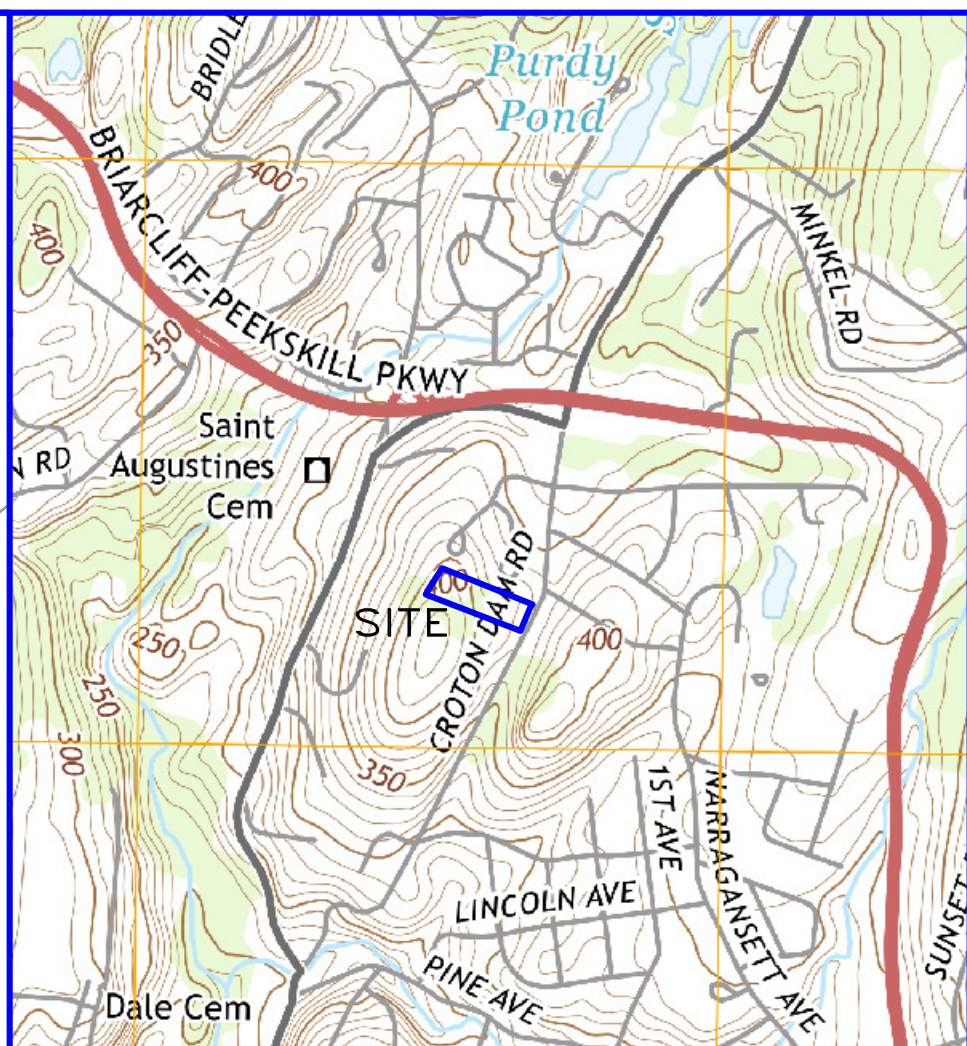 Purdy
Pond
BRIDLE
400
BRIARCLIFF-PEEKSKILL PKWY
MINKEL RD
400
350
Saint
Augustines
Cem
RD
CROTON DAM RD
SITE
400
250
250
300
350
1ST AVE
NARRAGANSETT AVE
LINCOLN AVE
PINE AVE
SUNSET
Dale Cem